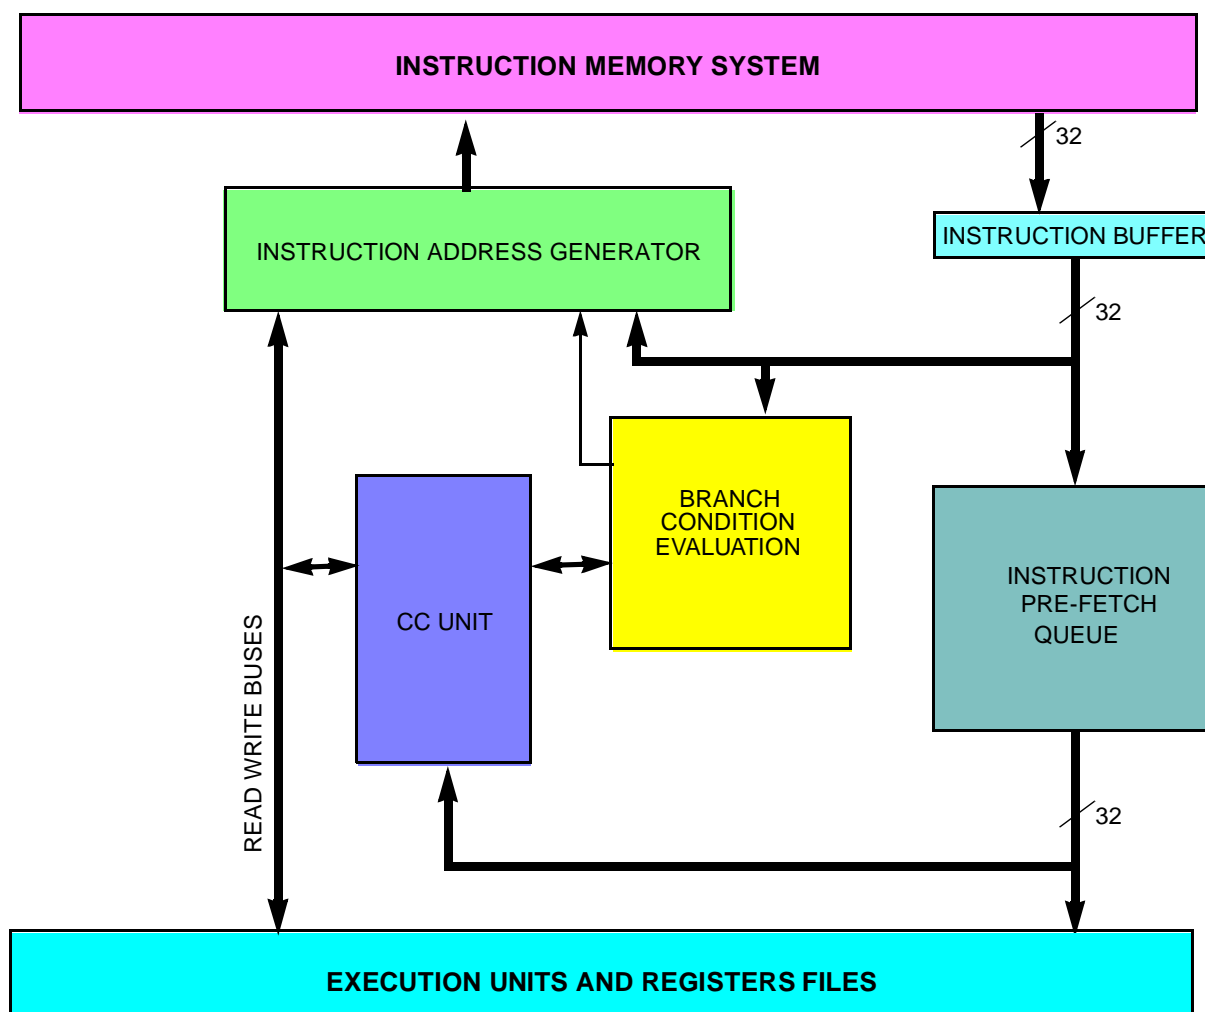 INSTRUCTION MEMORY SYSTEM
32
INSTRUCTION BUFFER
INSTRUCTION ADDRESS GENERATOR
32
BRANCH
CONDITION
EVALUATION
INSTRUCTION
PRE-FETCH
QUEUE
CC UNIT
READ WRITE BUSES
32
EXECUTION UNITS AND REGISTERS FILES